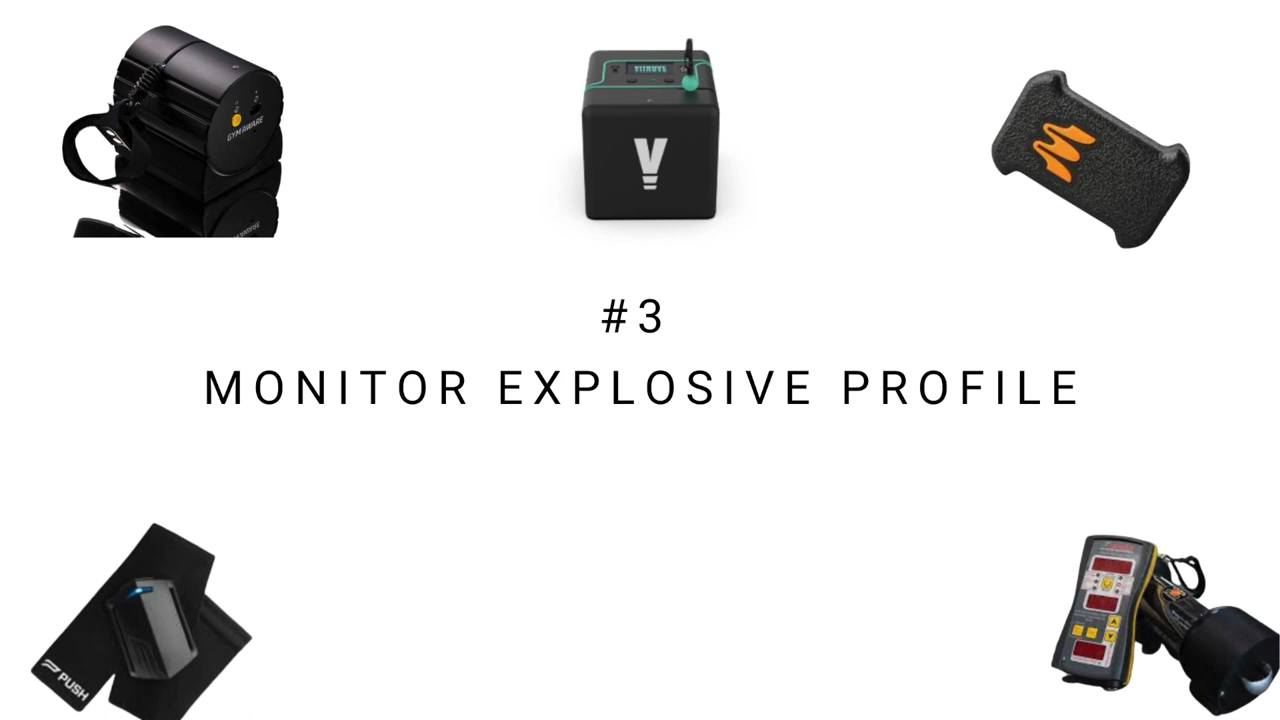 GYMAWARE
VITRUVE
#3
MONITOR EXPLOSIVE PROFILE
PUSH